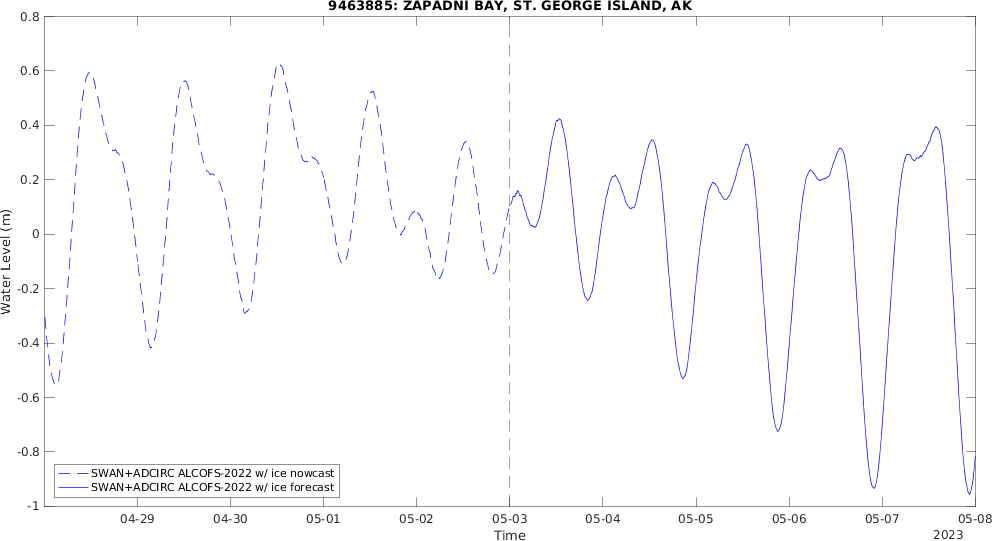 9463885: ZAPADNI BAY, ST. GEORGE ISLAND, AK
0.8
0.6
0.4
0.2
0
-0.2
-0.4
-0.6
-0.8
-1
Water Level (m)
SWAN+ADCIRC ALCOFS-2022 w/ ice nowcast
SWAN+ADCIRC ALCOFS-2022 w/ ice forecast
04-29 04-30 05-01 05-02 05-03 05-04 05-05 05-06 05-07 05-08
Time
2023